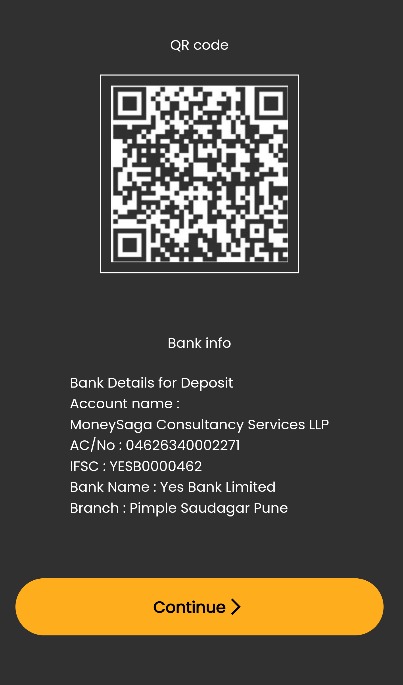 QR code
Bank info
Bank Details for Deposit
Account name :
MoneySaga Consultancy Services LLP
AC/No : 04626340002271
IFSC : YESB0000462
Bank Name : Yes Bank Limited
Branch : Pimple Saudagar Pune
Continue